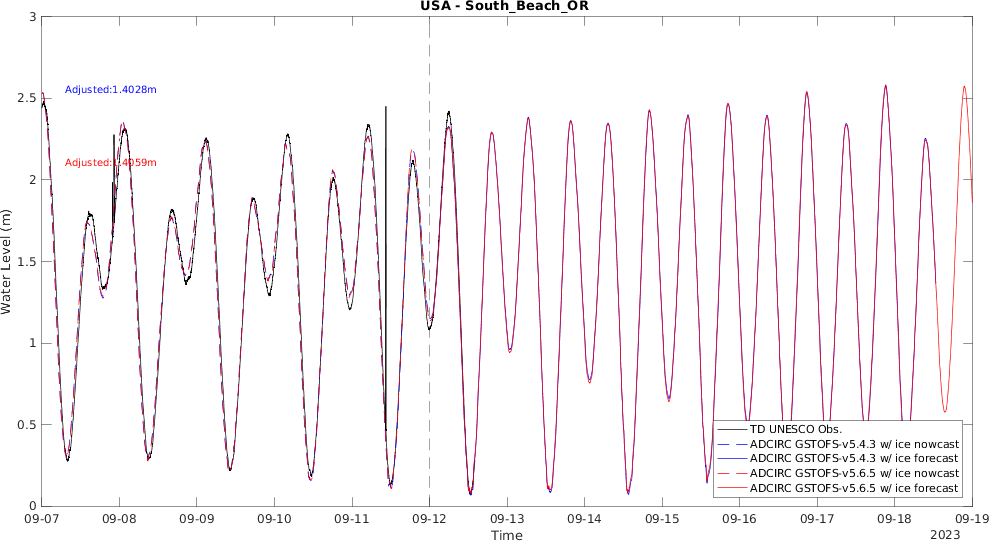 USA - South_Beach_OR
3
2.5
2
1.5
1
0.5
0
Water Level (m)
Adjusted:1.4028m
Adjusted:1.4059m
TD UNESCO Obs.
ADCIRC GSTOFS-v5.4.3 w/ ice nowcast
ADCIRC GSTOFS-v5.4.3 w/ ice forecast
ADCIRC GSTOFS-v5.6.5 w/ ice nowcast
ADCIRC GSTOFS-v5.6.5 w/ ice forecast
09-07 09-08 09-09 09-10 09-11 09-12 09-13 09-14 09-15 09-16 09-17 09-18 09-19
Time
2023